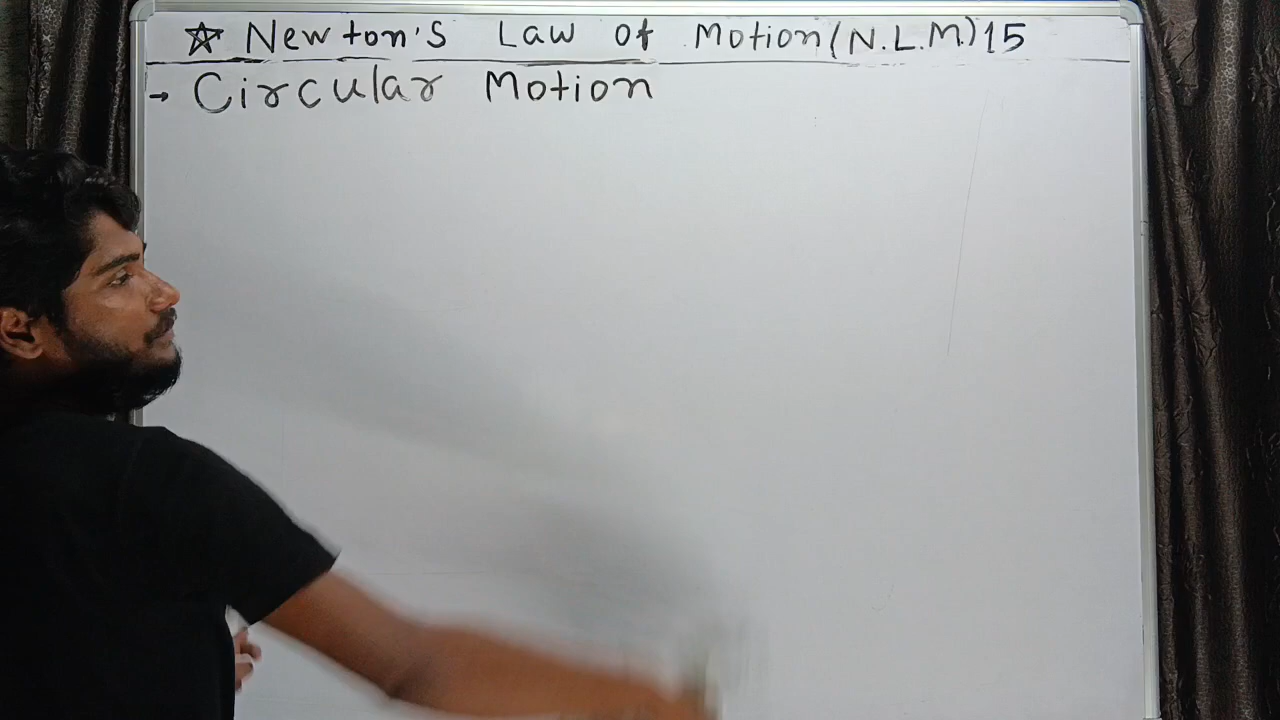 ☆ Newton's Law of Motion (N.L.M.) 15
→ Circular Motion